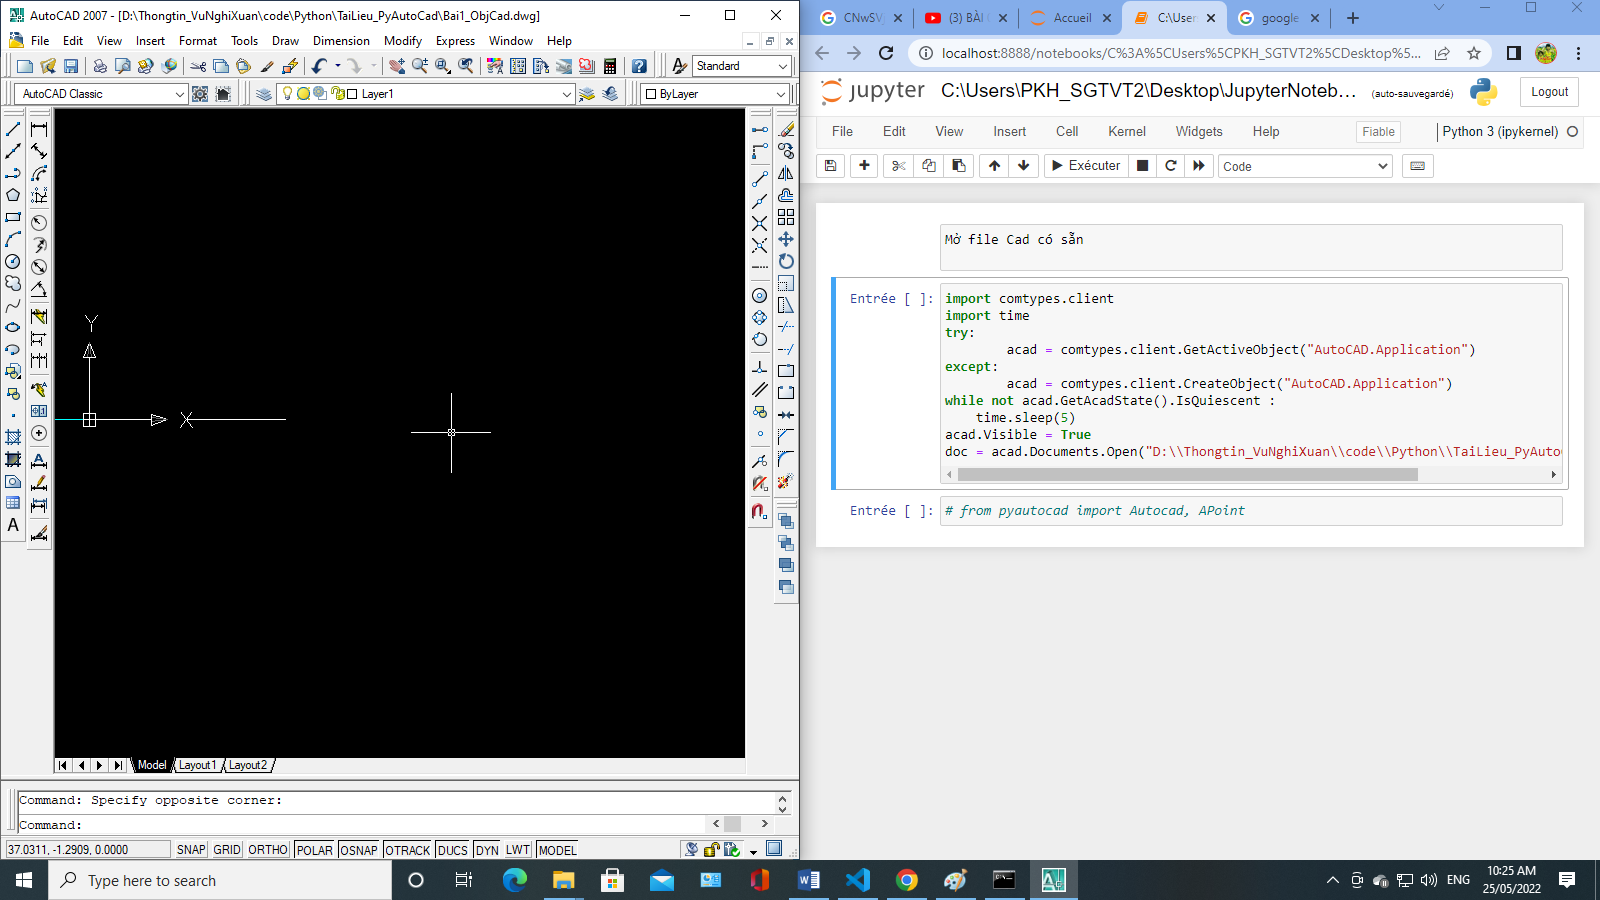 AutoCAD 2007 - [D:\Thongtin_VuNghiXuan\code\Python\TaiLieu_PyAutoCad\Bai1_ObjCad.dwg]
File Edit View Insert Format Tools Draw Dimension Modify Express Window Help
Standard
AutoCAD Classic
Layer1
ByLayer
Y
X
Model Layout1 Layout2
Command: Specify opposite corner:
Command:
37.0311, -1.2909, 0.0000 SNAP GRID ORTHO POLAR OSNAP OTRACK DUCS DYN LWT MODEL
CNwSV (3) BÀI Accueil C:\User google
localhost:8888/notebooks/C%3A%5CUsers%5CPKH_SGTVT2%5CDesktop%5...
jupyter C:\Users\PKH_SGTVT2\Desktop\JupyterNoteb... (auto-sauvegardé) Logout
File Edit View Insert Cell Kernel Widgets Help Fiable Python 3 (ipykernel)
Exécuter Code
Mở file Cad có sẵn
Entrée [ ]:
import comtypes.client
import time
try:
acad = comtypes.client.GetActiveObject("AutoCAD.Application")
except:
acad = comtypes.client.CreateObject("AutoCAD.Application")
while not acad.GetAcadState().IsQuiescent :
time.sleep(5)
acad.Visible = True
doc = acad.Documents.Open("D:\\Thongtin_VuNghiXuan\\code\\Python\\TaiLieu_PyAuto
Entrée [ ]: # from pyautocad import Autocad, APoint
Type here to search
ENG
10:25 AM
25/05/2022